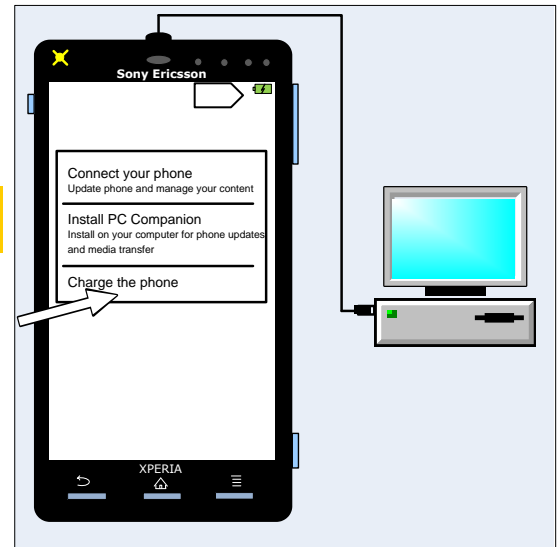 Sony Ericsson
Connect your phone
Update phone and manage your content
Install PC Companion
Install on your computer for phone updates
and media transfer
Charge the phone
XPERIA